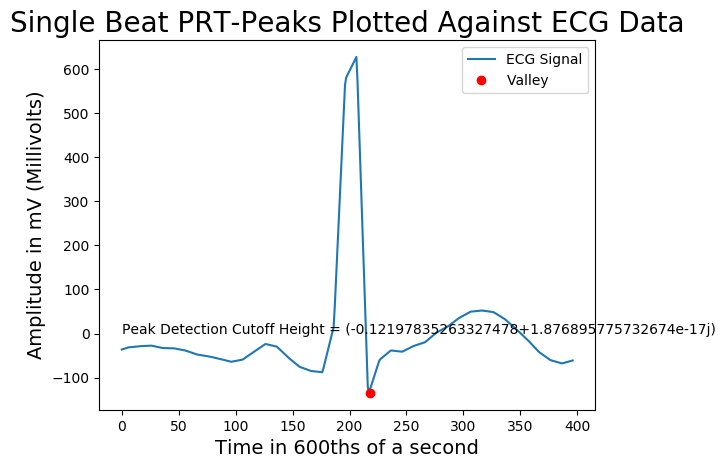 Single Beat PRT-Peaks Plotted Against ECG Data
ECG Signal
Valley
Amplitude in mV (Millivolts)
600
500
400
300
200
100
0
−100
Peak Detection Cutoff Height = (-0.12197835263327478+1.876895775732674e-17j)
0 50 100 150 200 250 300 350 400
Time in 600ths of a second